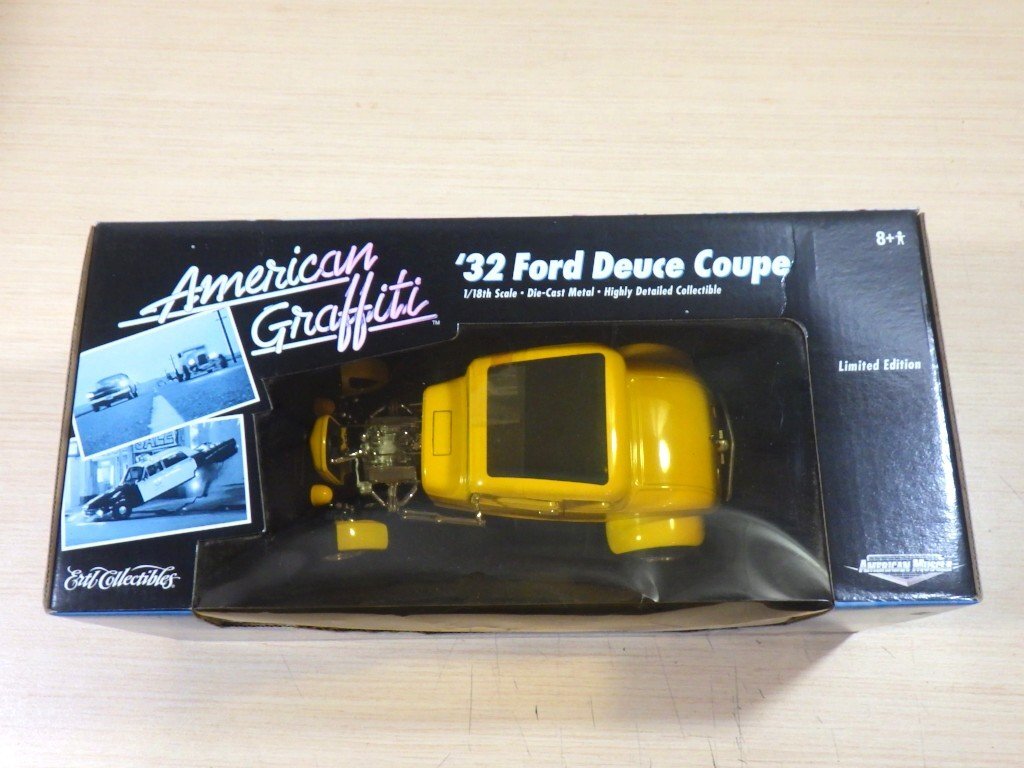 American
Graffiti™
'32 Ford Deuce Coupe
1/18th Scale • Die-Cast Metal • Highly Detailed Collectible
8+
Limited Edition
Ertl Collectibles
AMERICAN MUSCLE